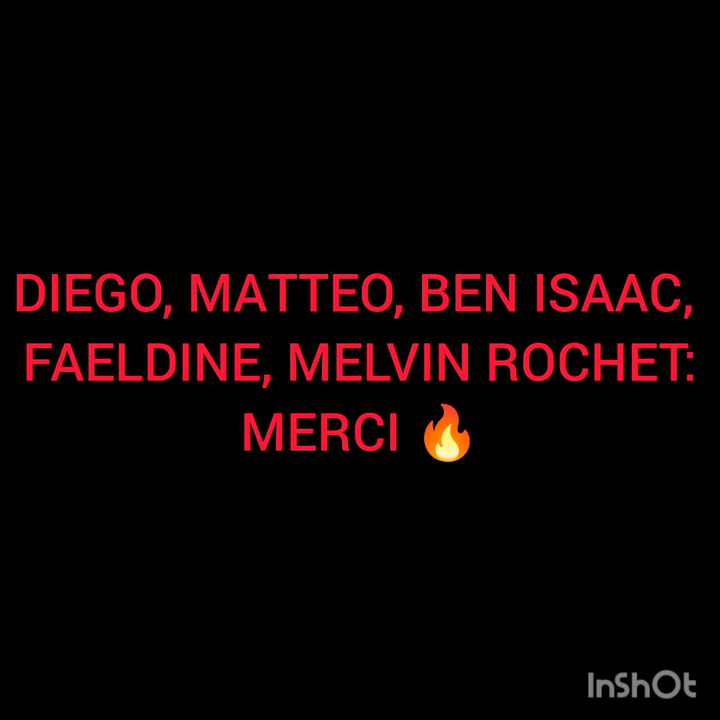 DIEGO, MATTEO, BEN ISAAC,
FAELDINE, MELVIN ROCHET:
MERCI 🔥
InShOt